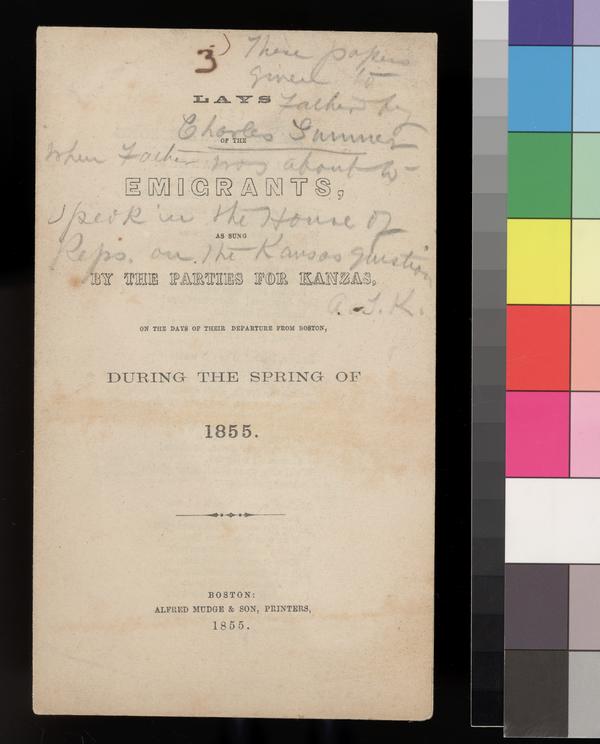 3) These papers
given to
LAYS Father by
Charles Sumner
OF THE
when Father was about to
EMIGRANTS,
speak in the House of
AS SUNG
Reps. on the Kansas question
BY THE PARTIES FOR KANZAS,
A. L. K.
ON THE DAYS OF THEIR DEPARTURE FROM BOSTON,
DURING THE SPRING OF
1855.
BOSTON:
ALFRED MUDGE & SON, PRINTERS,
1855.